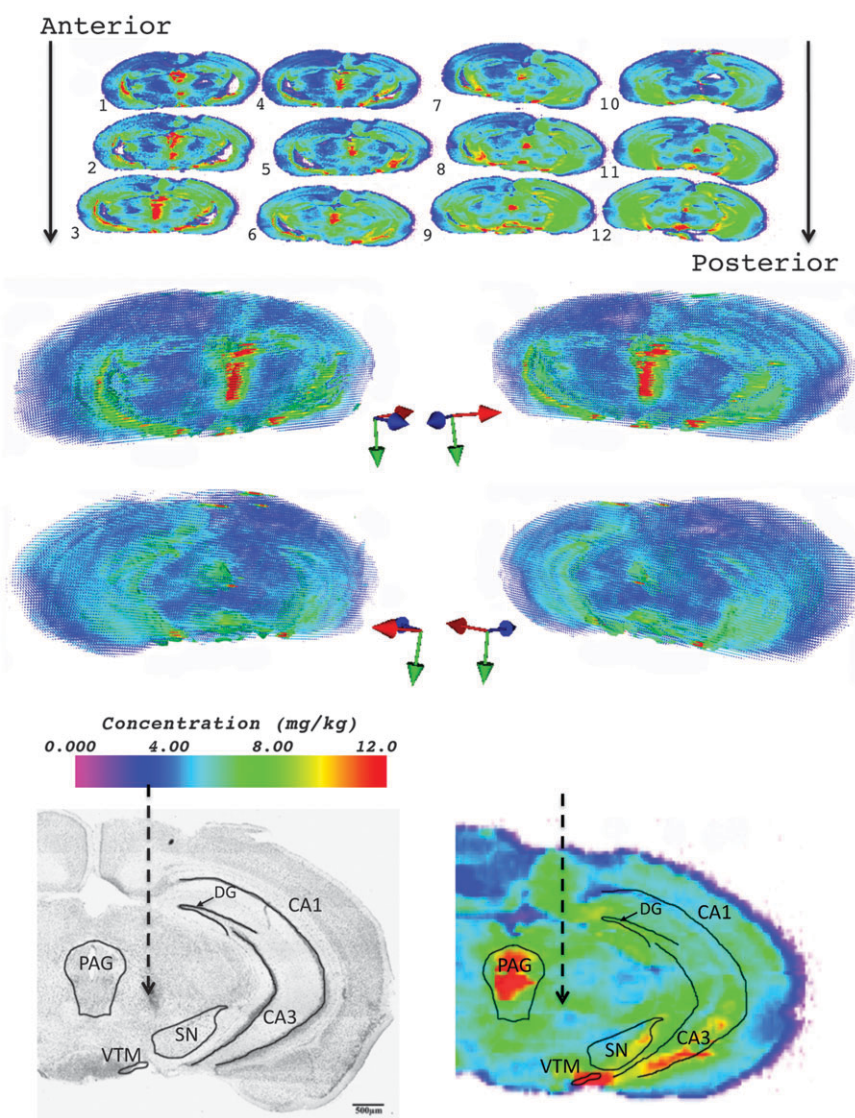 Anterior
1 4 7 10
2 5 8 11
3 6 9 12
Posterior
Concentration (mg/kg)
0.000 4.00 8.00 12.0
DG
CA1
PAG
SN
CA3
VTM
500µm
DG
CA1
PAG
SN
CA3
VTM